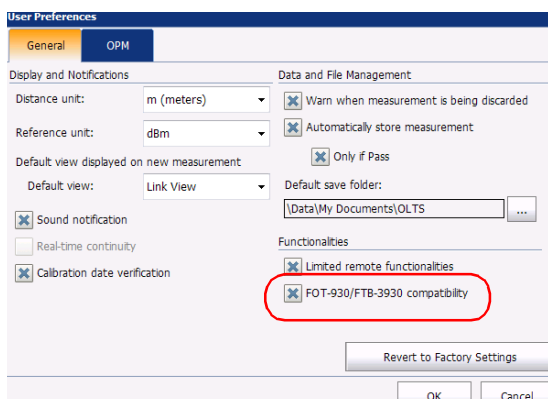 User Preferences
General
OPM
Display and Notifications
Distance unit:
m (meters)
Reference unit:
dBm
Default view displayed on new measurement
Default view:
Link View
Sound notification
Real-time continuity
Calibration date verification
Data and File Management
Warn when measurement is being discarded
Automatically store measurement
Only if Pass
Default save folder:
\Data\My Documents\OLTS
...
Functionalities
Limited remote functionalities
FOT-930/FTB-3930 compatibility
Revert to Factory Settings
OK
Cancel